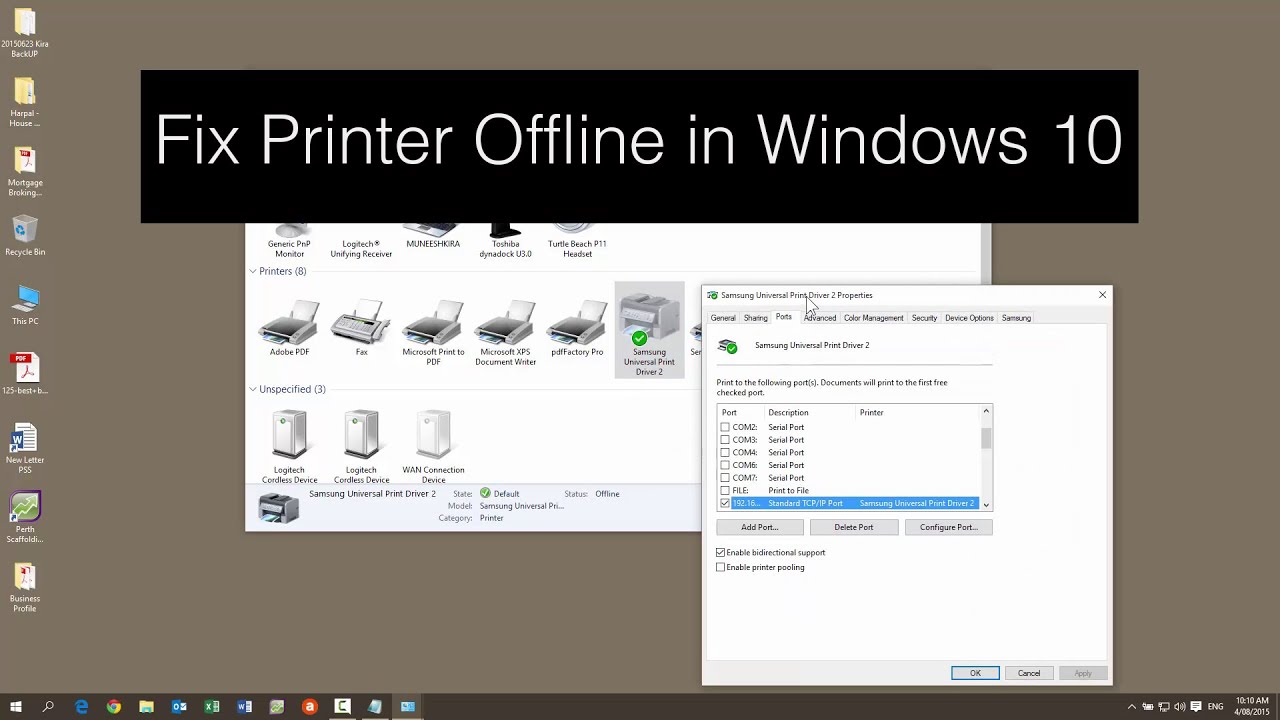 Fix Printer Offline in Windows 10
20150623 Kira
BackUP
Harpal -
House ...
Mortgage
Broking...
Recycle Bin
This PC
125-best+b...
New Letter
PSS
Perth
Scaffoldi...
Business
Profile
Generic PnP
Monitor
Logitech®
Unifying Receiver
MUNEESHKIRA
Toshiba
dynadock U3.0
Turtle Beach P11
Headset
Printers (8)
Adobe PDF
Fax
Microsoft Print to
PDF
Microsoft XPS
Document Writer
pdfFactory Pro
Samsung
Universal Print
Driver 2
Unspecified (3)
Logitech
Cordless Device
Logitech
Cordless Device
WAN Connection
Device
Samsung Universal Print Driver 2 State: Default Status: Offline
Model: Samsung Universal Pri...
Category: Printer
Samsung Universal Print Driver 2 Properties
General Sharing Ports Advanced Color Management Security Device Options Samsung
Samsung Universal Print Driver 2
Print to the following port(s). Documents will print to the first free
checked port.
Port Description Printer
COM2: Serial Port
COM3: Serial Port
COM4: Serial Port
COM6: Serial Port
COM7: Serial Port
FILE: Print to File
192.16... Standard TCP/IP Port Samsung Universal Print Driver 2
Add Port... Delete Port Configure Port...
Enable bidirectional support
Enable printer pooling
OK Cancel Apply
ENG
10:10 AM
4/08/2015